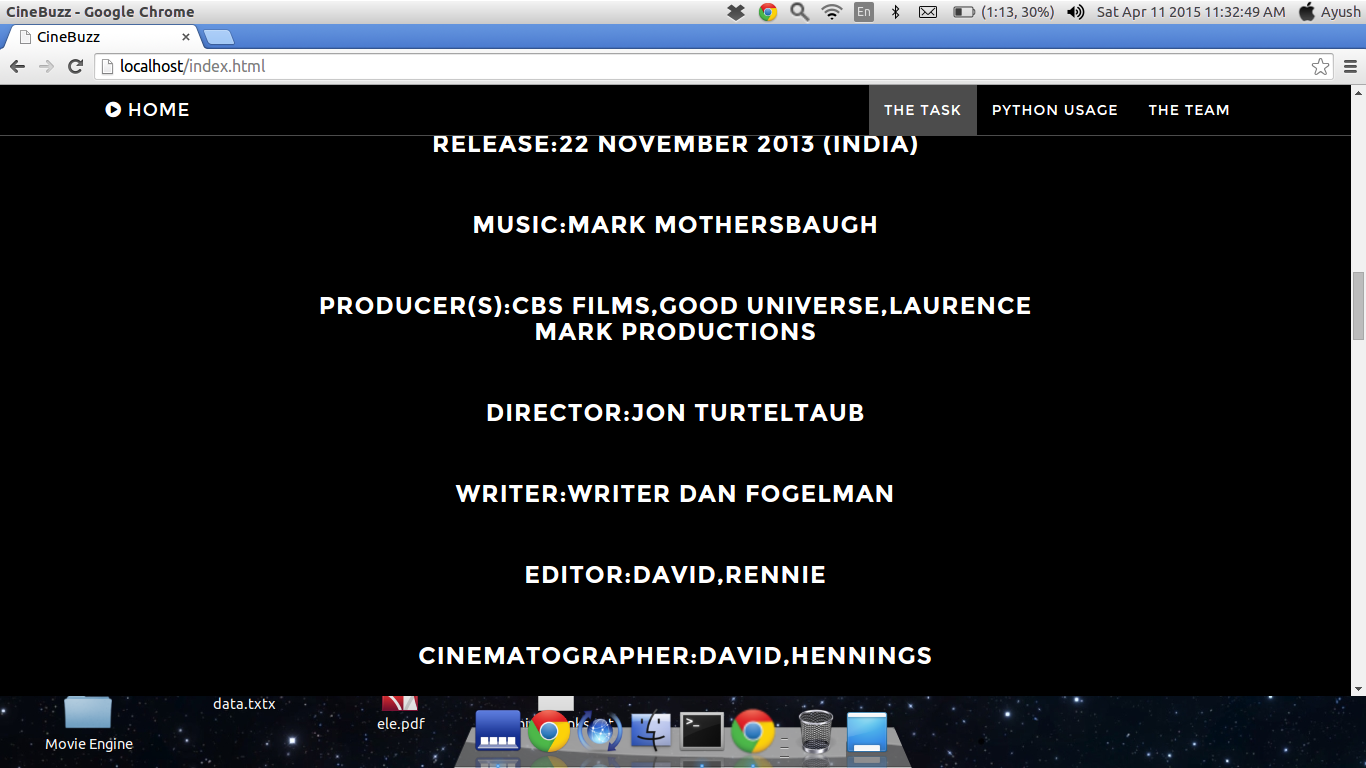 CineBuzz - Google Chrome
En
(1:13, 30%)
Sat Apr 11 2015 11:32:49 AM
Ayush
CineBuzz
localhost/index.html
HOME
THE TASK
PYTHON USAGE
THE TEAM
RELEASE:22 NOVEMBER 2013 (INDIA)
MUSIC:MARK MOTHERSBAUGH
PRODUCER(S):CBS FILMS,GOOD UNIVERSE,LAURENCE
MARK PRODUCTIONS
DIRECTOR:JON TURTELTAUB
WRITER:WRITER DAN FOGELMAN
EDITOR:DAVID,RENNIE
CINEMATOGRAPHER:DAVID,HENNINGS
data.txtx
ele.pdf
Movie Engine